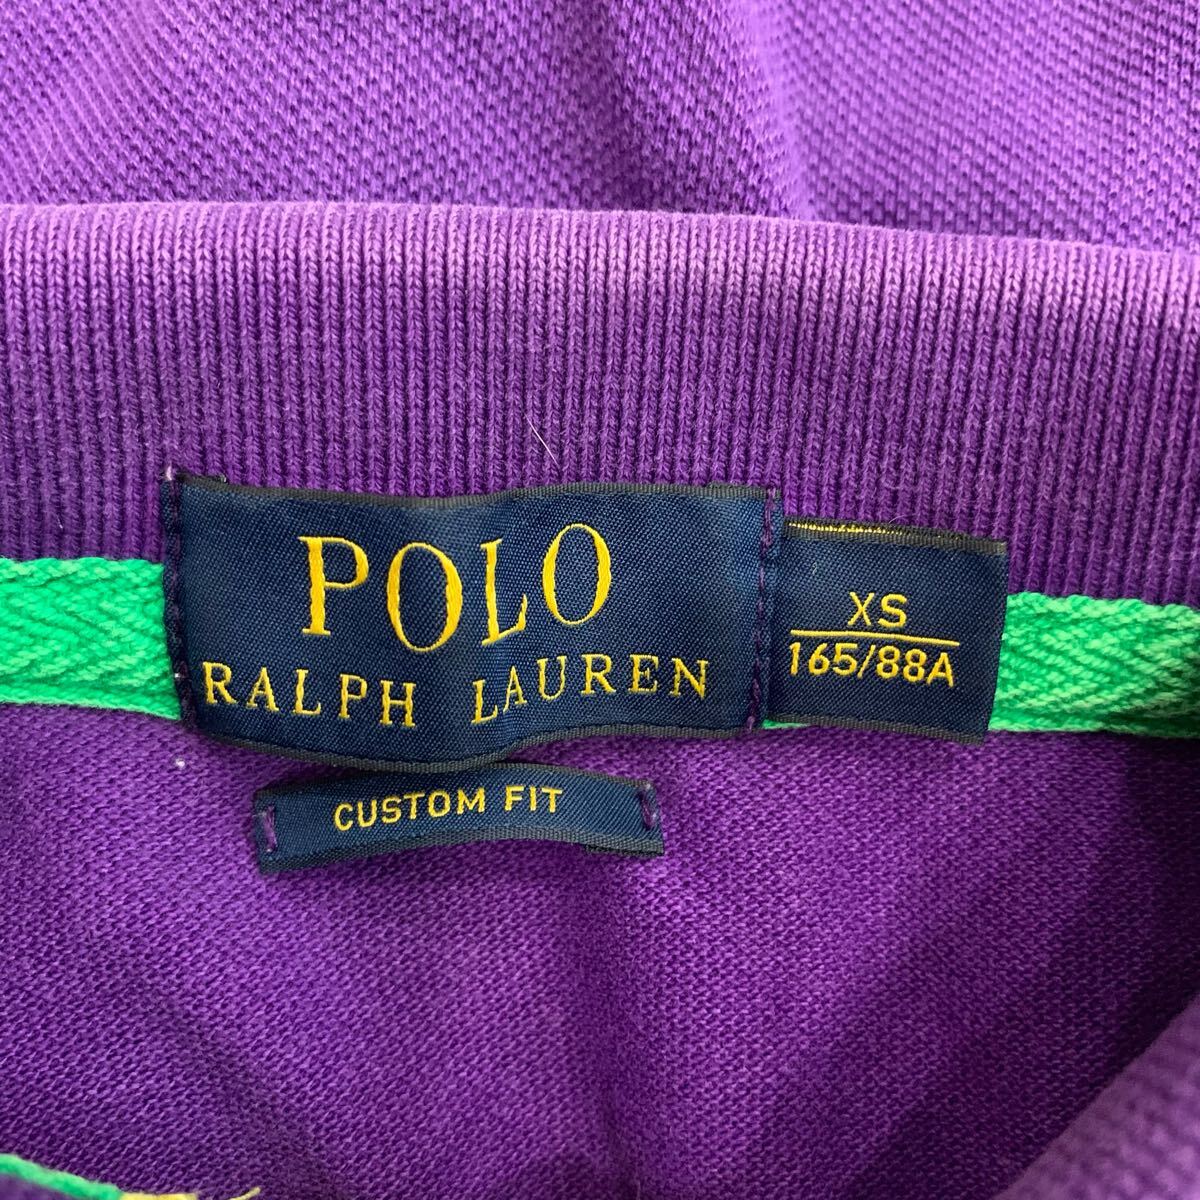 POLO
RALPH LAUREN
XS
165/88A
CUSTOM FIT